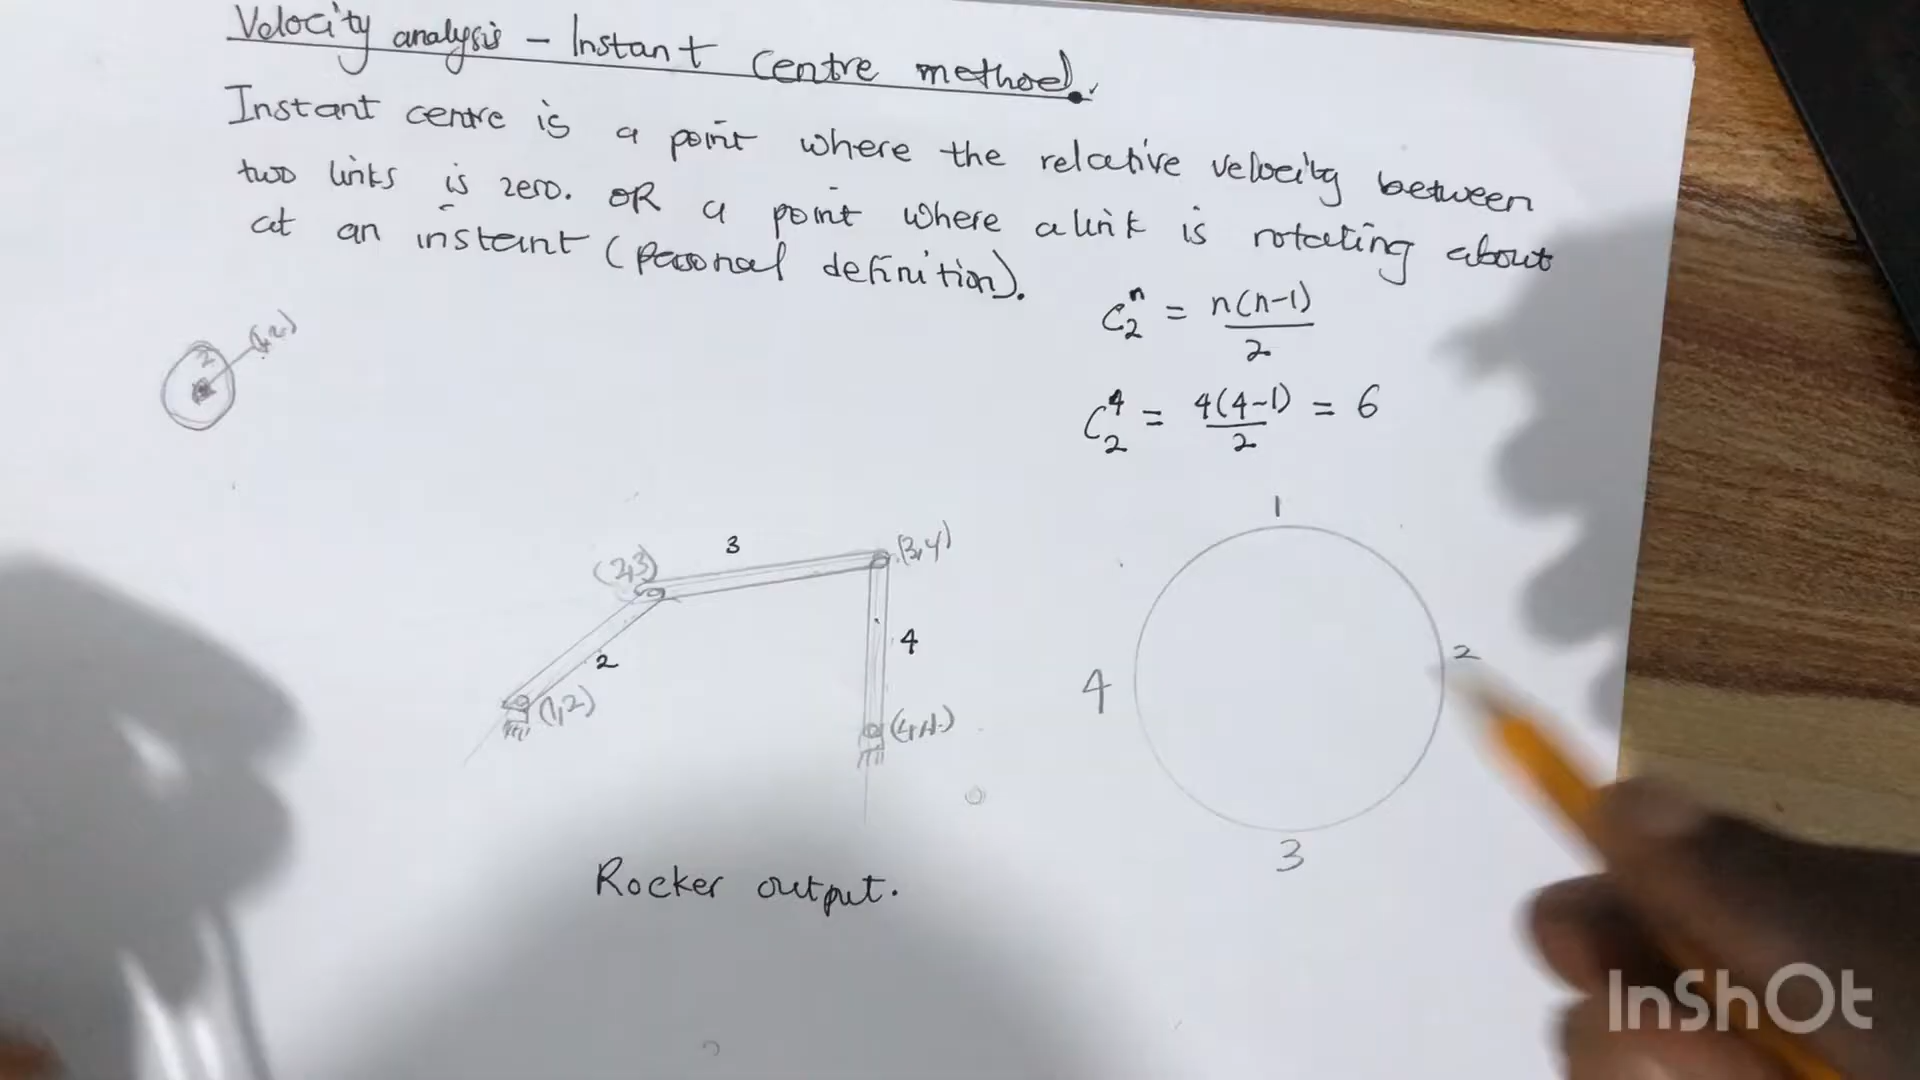 Velocity analysis - Instant centre method.
Instant centre is a point where the relative velocity between
two links is zero. OR a point where a link is rotating about
at an instant (Personal definition).
C₂ⁿ = n(n-1)/2
C₂⁴ = 4(4-1)/2 = 6
2
1
3
(2,3)
(3,4)
4
2
2
4
(1,2)
3
Rocker output.
InShOt